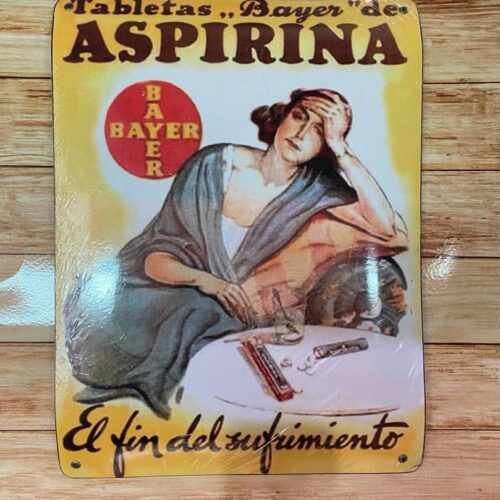 Tabletas „Bayer" de
ASPIRINA
BAYER
BAYER
El fin del sufrimiento